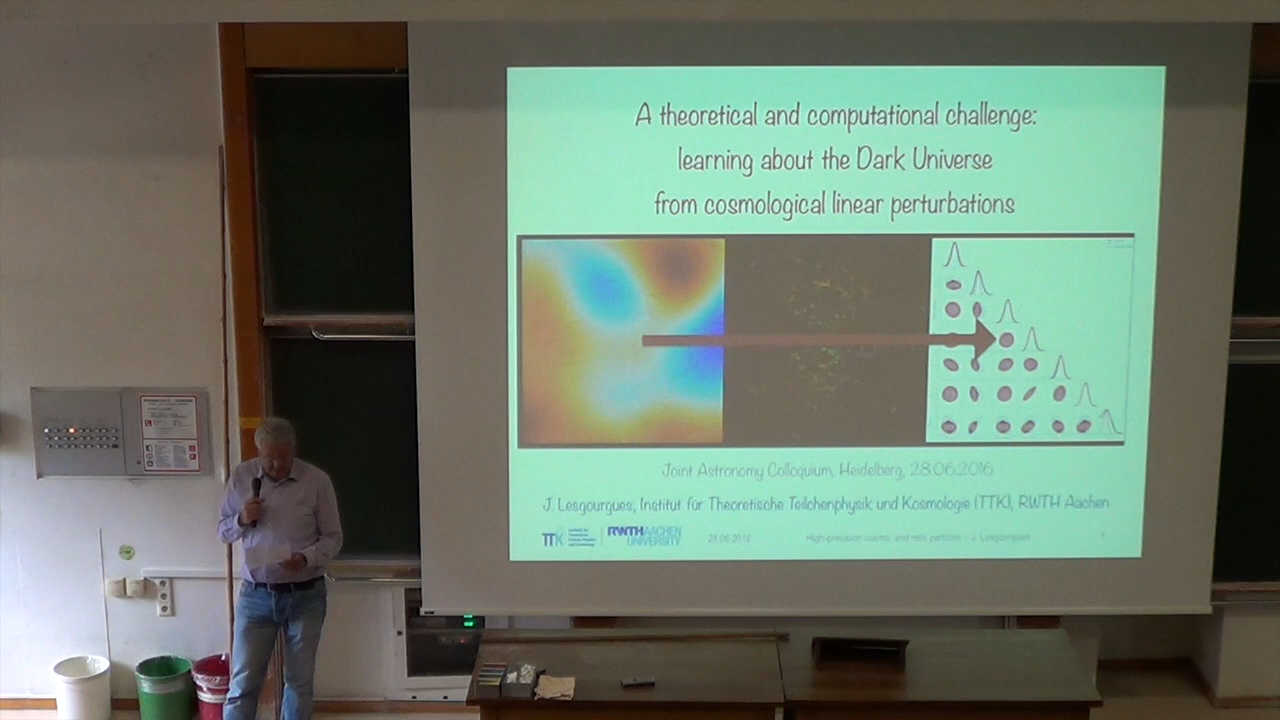 A theoretical and computational challenge:
learning about the Dark Universe
from cosmological linear perturbations
Joint Astronomy Colloquium, Heidelberg, 28.06.2016
J. Lesgourgues, Institut für Theoretische Teilchenphysik und Kosmologie (TTK), RWTH Aachen
TTK
RWTHAACHEN
UNIVERSITY
28.06.2016
High-precision cosmo. and relic particles – J. Lesgourgues
1